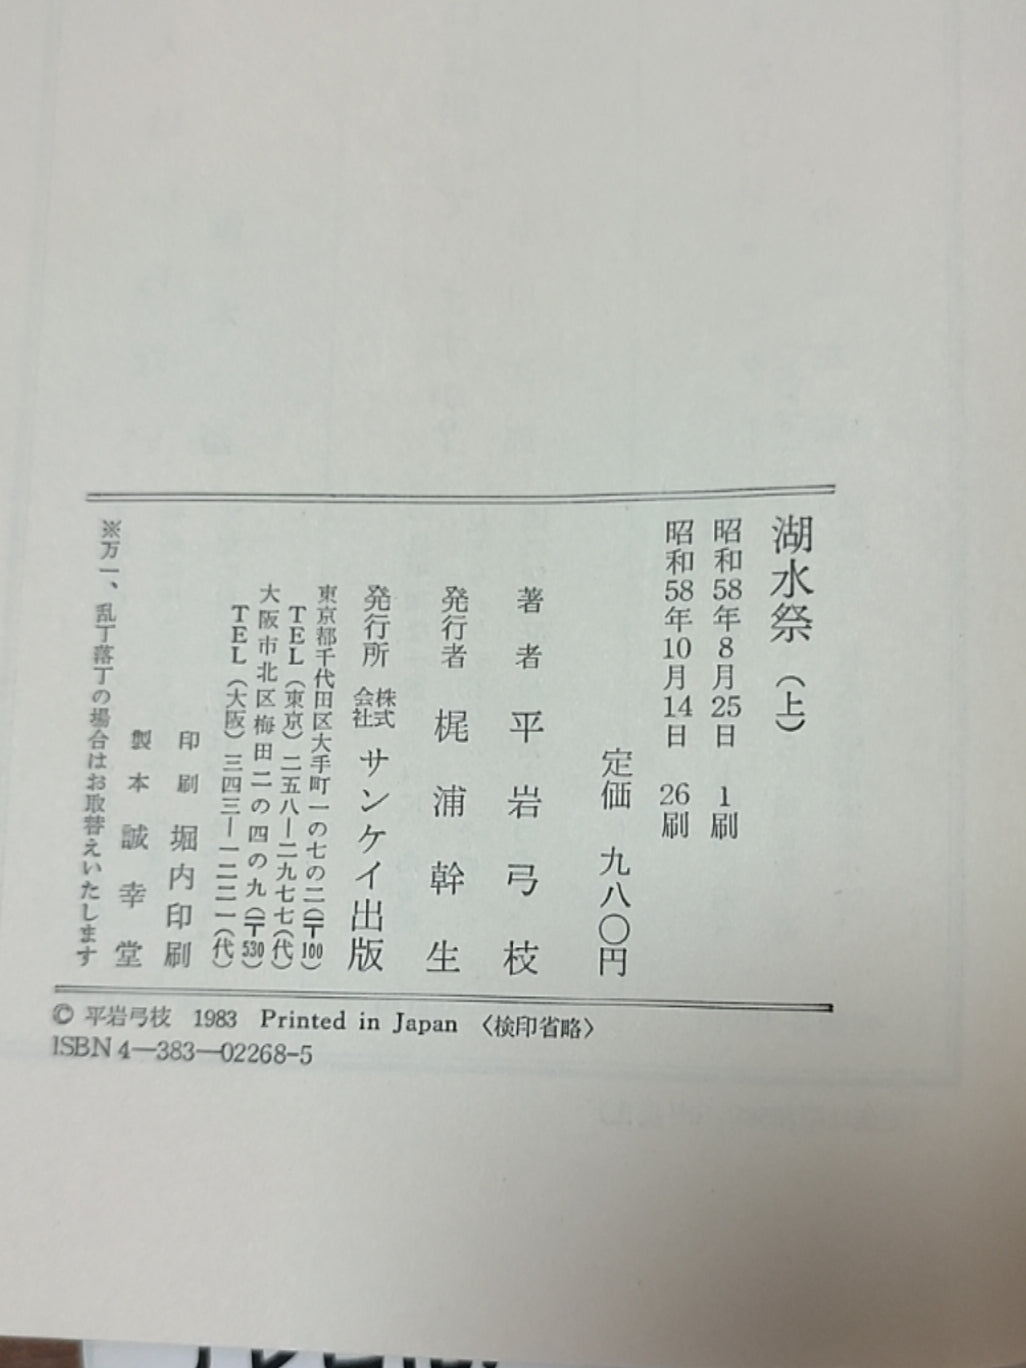 湖水祭（上）
昭和58年8月25日　1刷
昭和58年10月14日　26刷
定価　九八〇円
著者　平岩弓枝
発行者　梶浦幹生
発行所　株式会社サンケイ出版
東京都千代田区大手町一の七の二（〒100）
TEL（東京）二五八―二九七七（代）
大阪市北区梅田二の四の九（〒530）
TEL（大阪）三四三―一二二一（代）
印刷　堀内印刷
製本　誠幸堂
※万一、乱丁落丁の場合はお取替えいたします
© 平岩弓枝　1983　Printed in Japan　〈検印省略〉
ISBN 4―383―02268-5